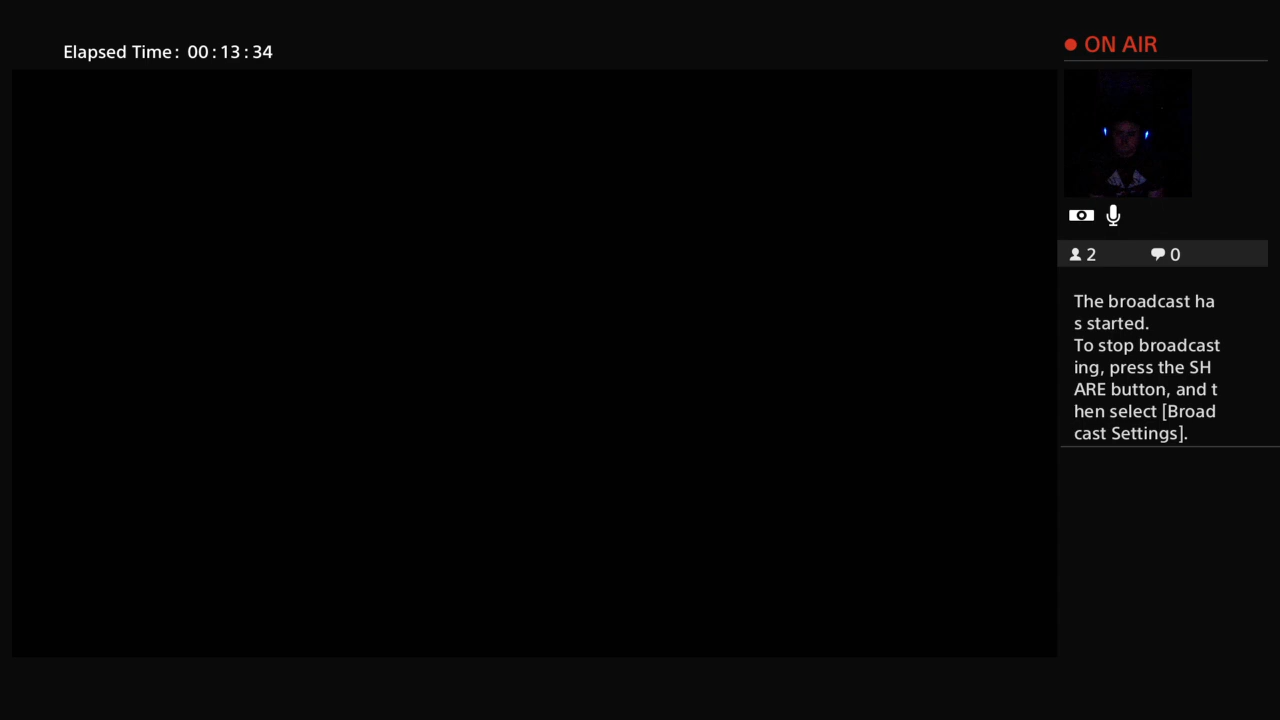 Elapsed Time: 00:13:34
ON AIR
2 0
The broadcast ha
s started.
To stop broadcast
ing, press the SH
ARE button, and t
hen select [Broad
cast Settings].